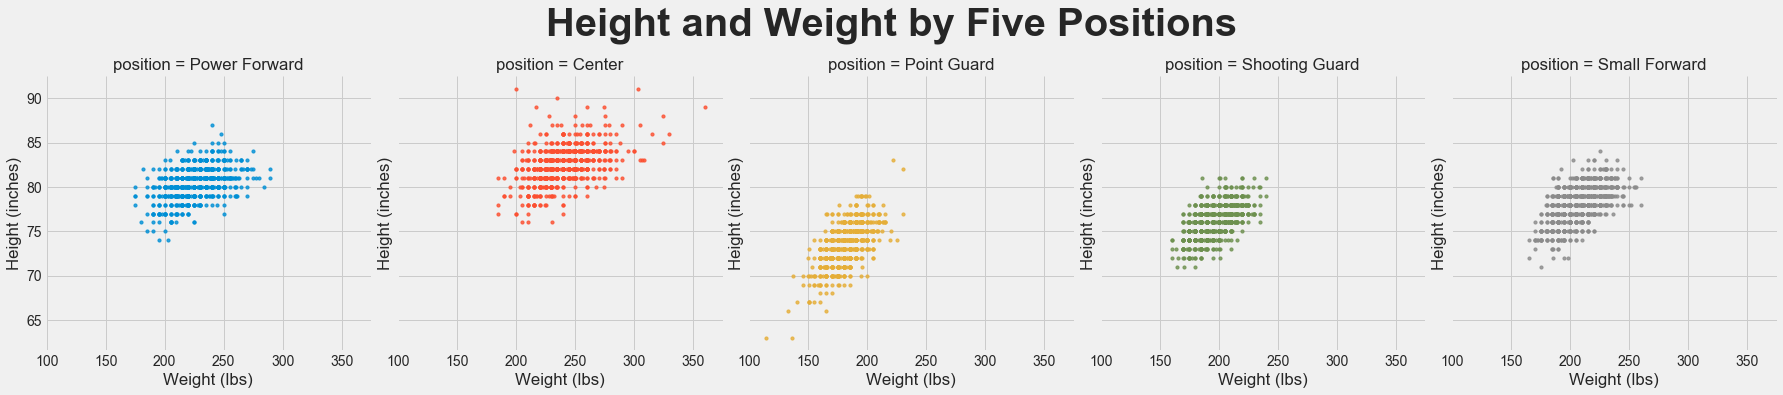 Height and Weight by Five Positions
position = Power Forward
position = Center
position = Point Guard
position = Shooting Guard
position = Small Forward
Height (inches)
Height (inches)
Height (inches)
Height (inches)
Height (inches)
90
85
80
75
70
65
100 150 200 250 300 350
100 150 200 250 300 350
100 150 200 250 300 350
100 150 200 250 300 350
100 150 200 250 300 350
Weight (lbs)
Weight (lbs)
Weight (lbs)
Weight (lbs)
Weight (lbs)